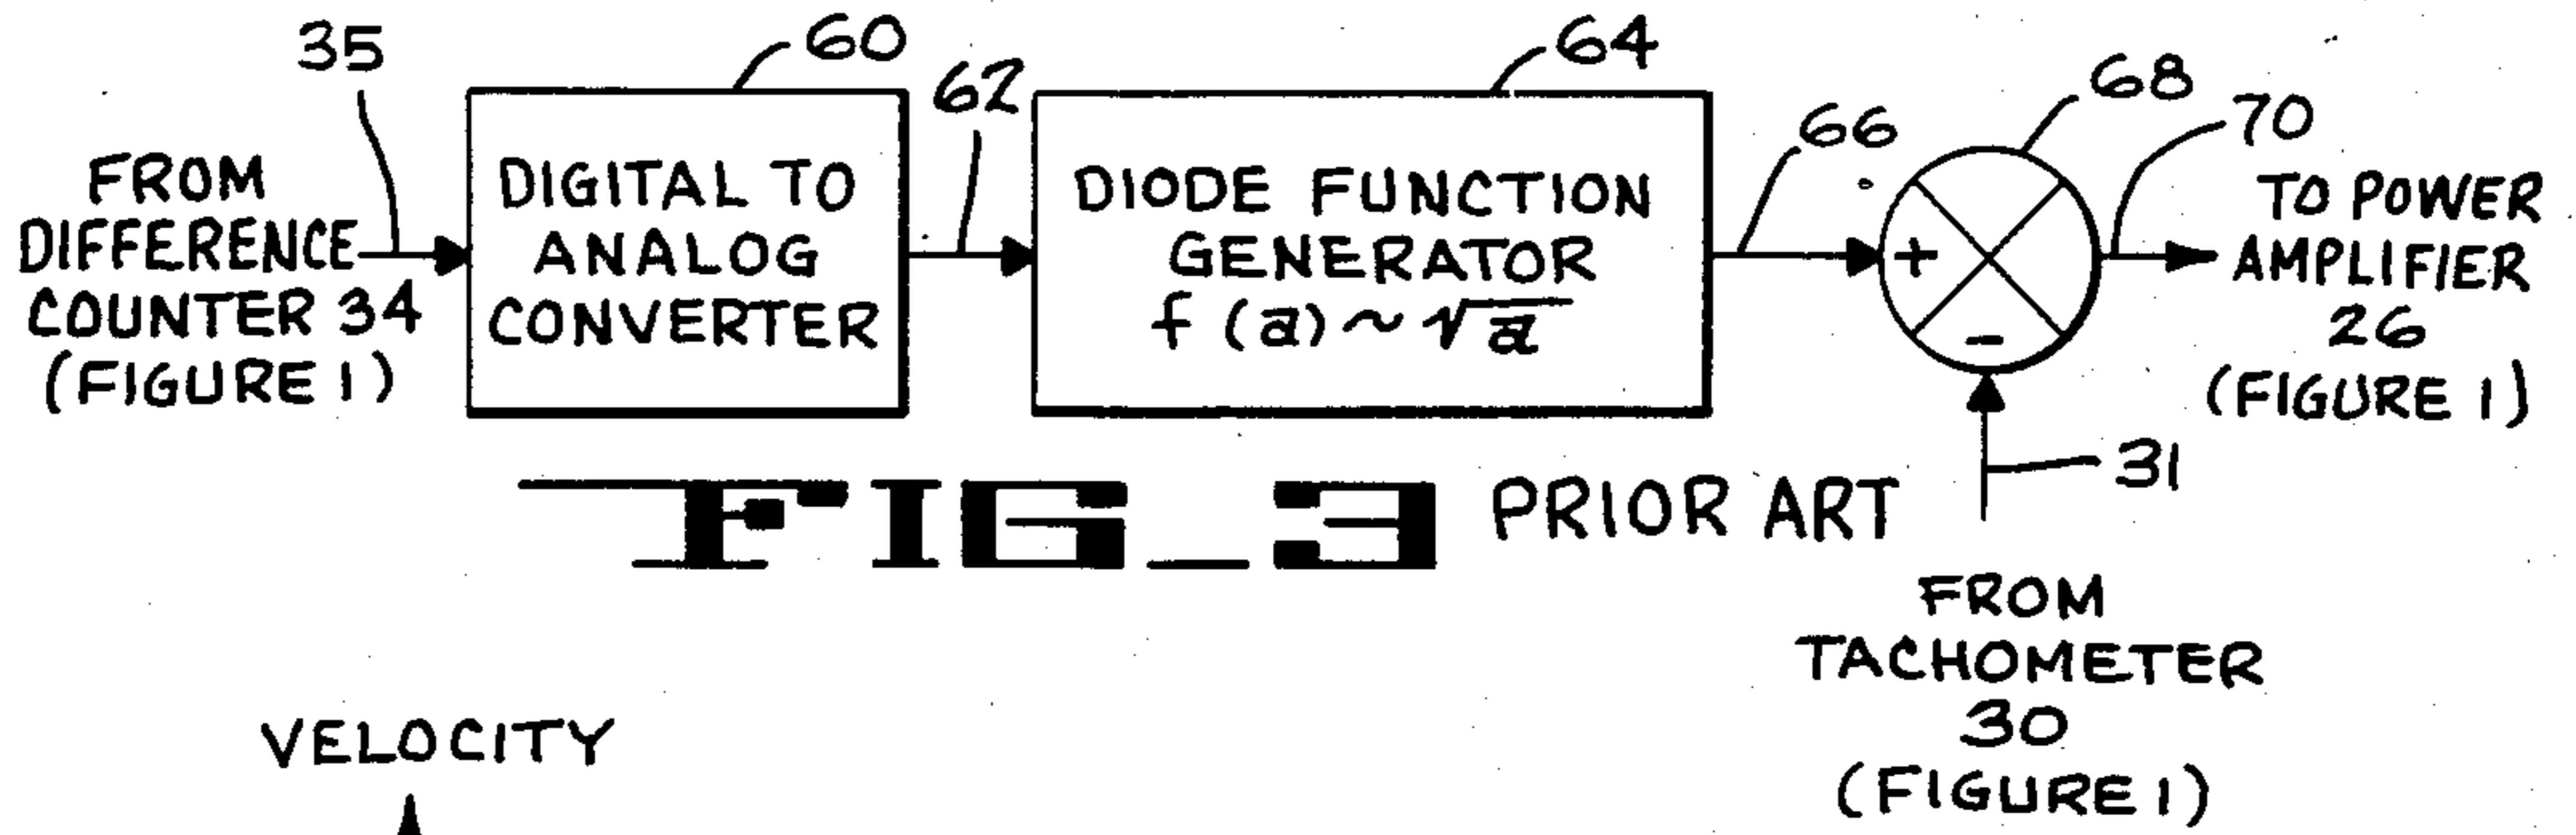 35
60
62
64
66
68
70
FROM
DIFFERENCE
COUNTER 34
(FIGURE 1)
DIGITAL TO
ANALOG
CONVERTER
DIODE FUNCTION
GENERATOR
f (a) ~ √a
+
-
TO POWER
AMPLIFIER
26
(FIGURE 1)
31
FIG_3 PRIOR ART
FROM
TACHOMETER
30
(FIGURE 1)
VELOCITY